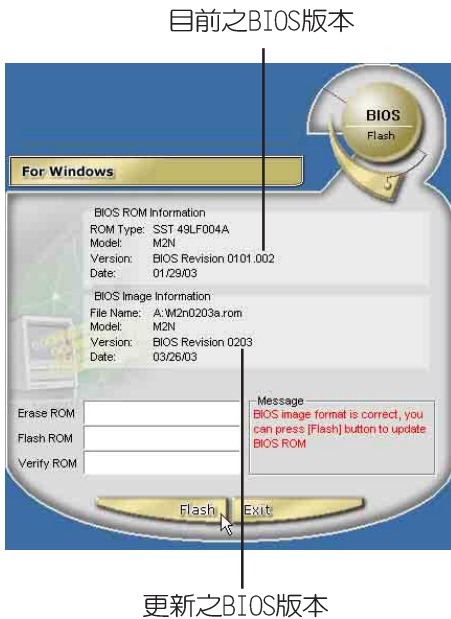 目前之BIOS版本
BIOS
Flash
For Windows
BIOS ROM Information
ROM Type: SST 49LF004A
Model: M2N
Version: BIOS Revision 0101.002
Date: 01/29/03
BIOS Image Information
File Name: A:\M2n0203a.rom
Model: M2N
Version: BIOS Revision 0203
Date: 03/26/03
Erase ROM
Flash ROM
Verify ROM
Message
BIOS image format is correct, you
can press [Flash] button to update
BIOS ROM
Flash
Exit
更新之BIOS版本